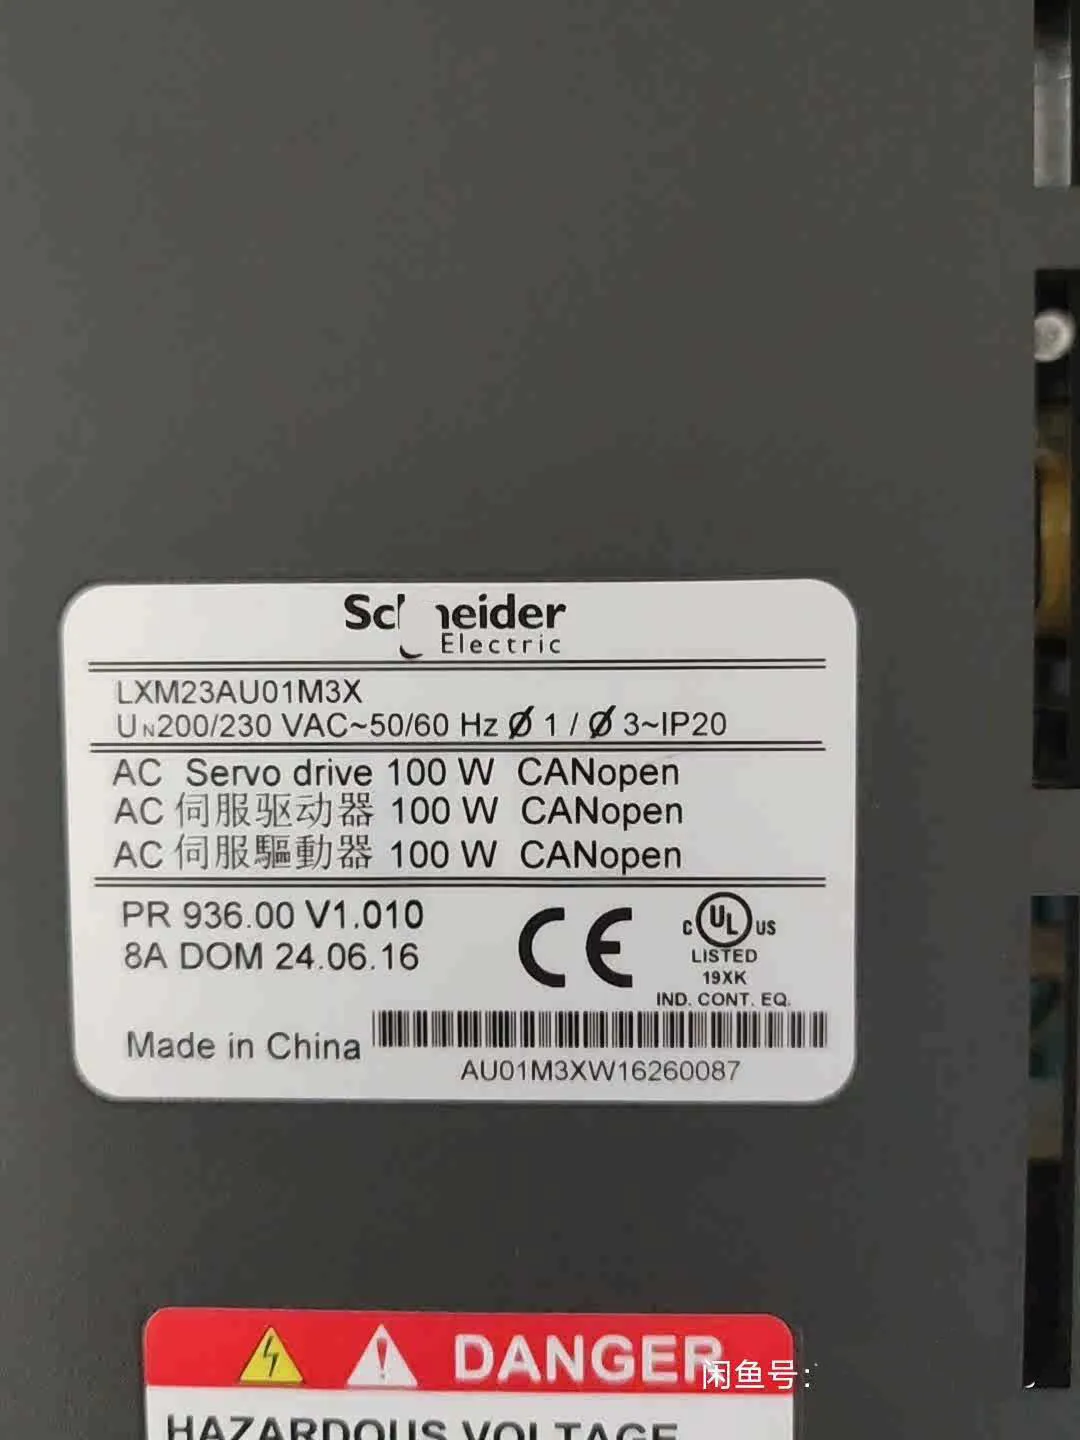 Schneider
Electric
LXM23AU01M3X
UN200/230 VAC~50/60 Hz Ø 1 / Ø 3~IP20
AC Servo drive 100 W CANopen
AC 伺服驱动器 100 W CANopen
AC 伺服驅動器 100 W CANopen
PR 936.00 V1.010
8A DOM 24.06.16
CE
C UL US
LISTED
19XK
IND. CONT. EQ.
Made in China
AU01M3XW16260087
DANGER
闲鱼号：
HAZARDOUS VOLTAGE